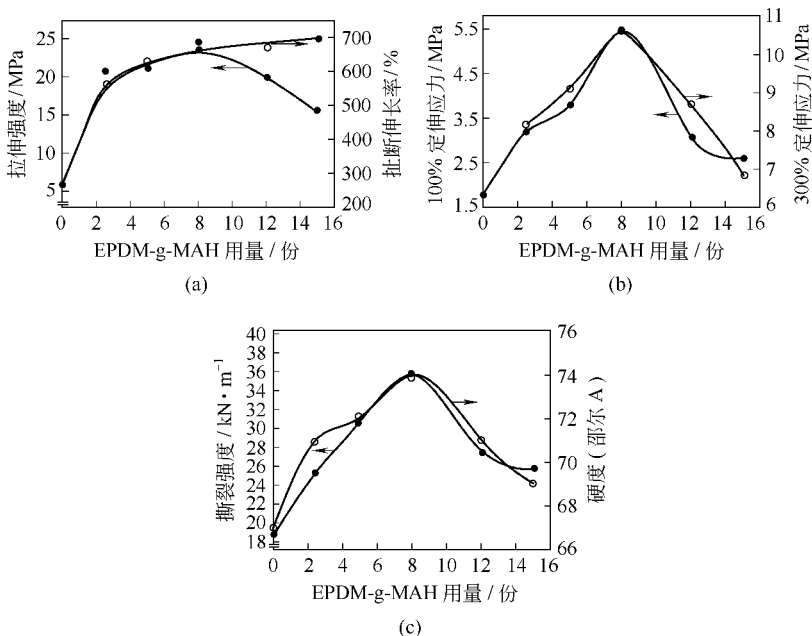 (a)
拉伸强度/MPa
25
20
15
10
5
0 2 4 6 8 10 12 14 16
EPDM-g-MAH 用量 / 份
700
600
500
400
300
200
扯断伸长率/%
(b)
100% 定伸应力/MPa
5.5
4.5
3.5
2.5
1.5
0 2 4 6 8 10 12 14 16
EPDM-g-MAH 用量 / 份
11
10
9
8
7
6
300% 定伸应力/MPa
撕裂强度 / kN·m⁻¹
40
38
36
34
32
30
28
26
24
22
20
18
0 2 4 6 8 10 12 14 16
EPDM-g-MAH 用量 / 份
76
74
72
70
68
66
硬度 ( 邵尔 A )
(c)